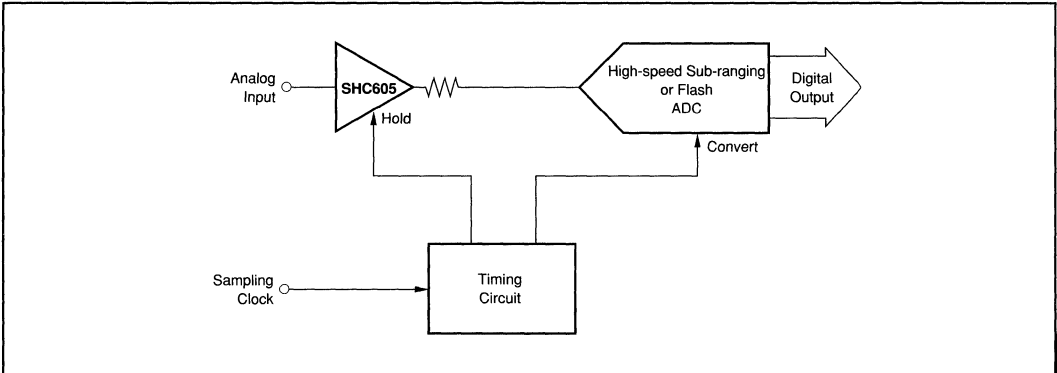 Analog
Input
SHC605
Hold
High-speed Sub-ranging
or Flash
ADC
Digital
Output
Convert
Sampling
Clock
Timing
Circuit